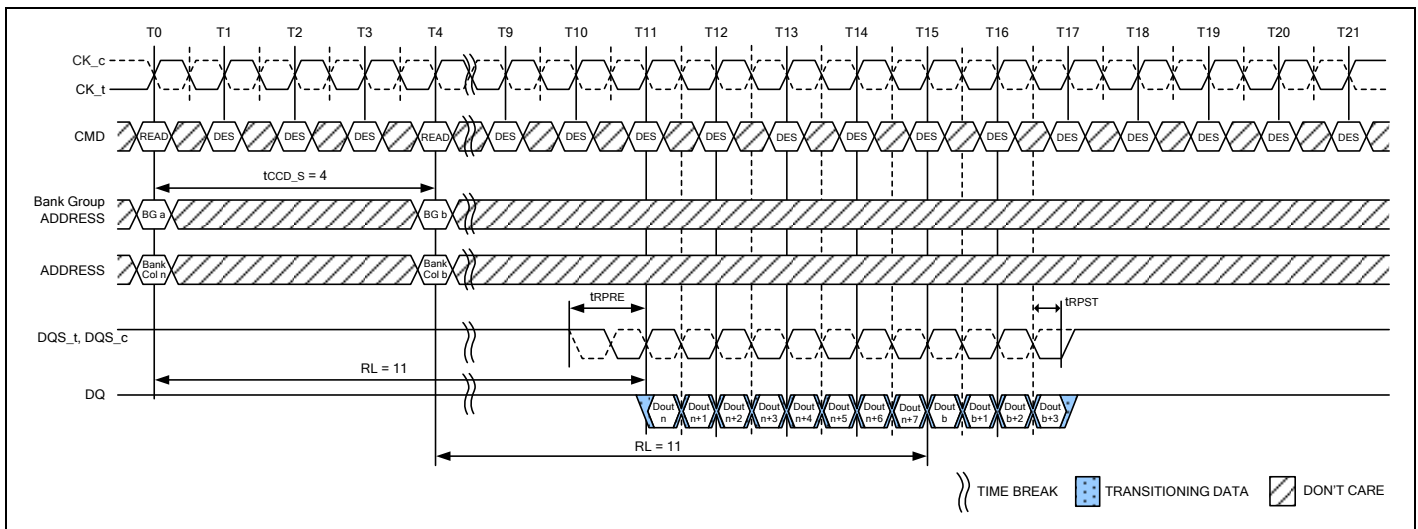 T0 T1 T2 T3 T4 T9 T10 T11 T12 T13 T14 T15 T16 T17 T18 T19 T20 T21
CK_c
CK_t
CMD READ DES DES DES READ DES DES DES DES DES DES DES DES DES DES DES DES DES
tCCD_S = 4
Bank Group
ADDRESS BG a BG b
ADDRESS Bank Col n Bank Col b
tRPRE tRPST
DQS_t, DQS_c
RL = 11
DQ Dout n Dout n+1 Dout n+2 Dout n+3 Dout n+4 Dout n+5 Dout n+6 Dout n+7 Dout b Dout b+1 Dout b+2 Dout b+3
RL = 11
TIME BREAK TRANSITIONING DATA DON'T CARE